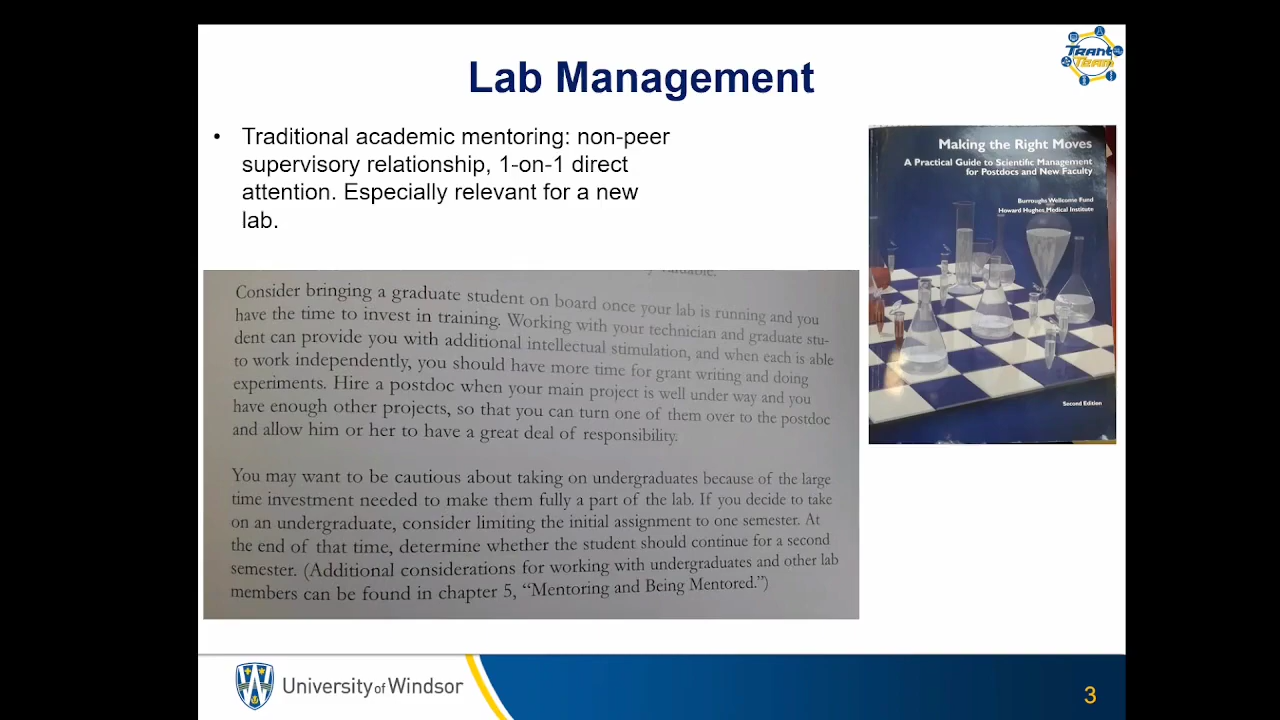 Trant
Team
Lab Management
• Traditional academic mentoring: non-peer
supervisory relationship, 1-on-1 direct
attention. Especially relevant for a new
lab.
Making the Right Moves
A Practical Guide to Scientific Management
for Postdocs and New Faculty
Burroughs Wellcome Fund
Howard Hughes Medical Institute
Second Edition
valuable.
Consider bringing a graduate student on board once your lab is running and you
have the time to invest in training. Working with your technician and graduate stu-
dent can provide you with additional intellectual stimulation, and when each is able
to work independently, you should have more time for grant writing and doing
experiments. Hire a postdoc when your main project is well under way and you
have enough other projects, so that you can turn one of them over to the postdoc
and allow him or her to have a great deal of responsibility.
You may want to be cautious about taking on undergraduates because of the large
time investment needed to make them fully a part of the lab. If you decide to take
on an undergraduate, consider limiting the initial assignment to one semester. At
the end of that time, determine whether the student should continue for a second
semester. (Additional considerations for working with undergraduates and other lab
members can be found in chapter 5, “Mentoring and Being Mentored.”)
University of Windsor
3